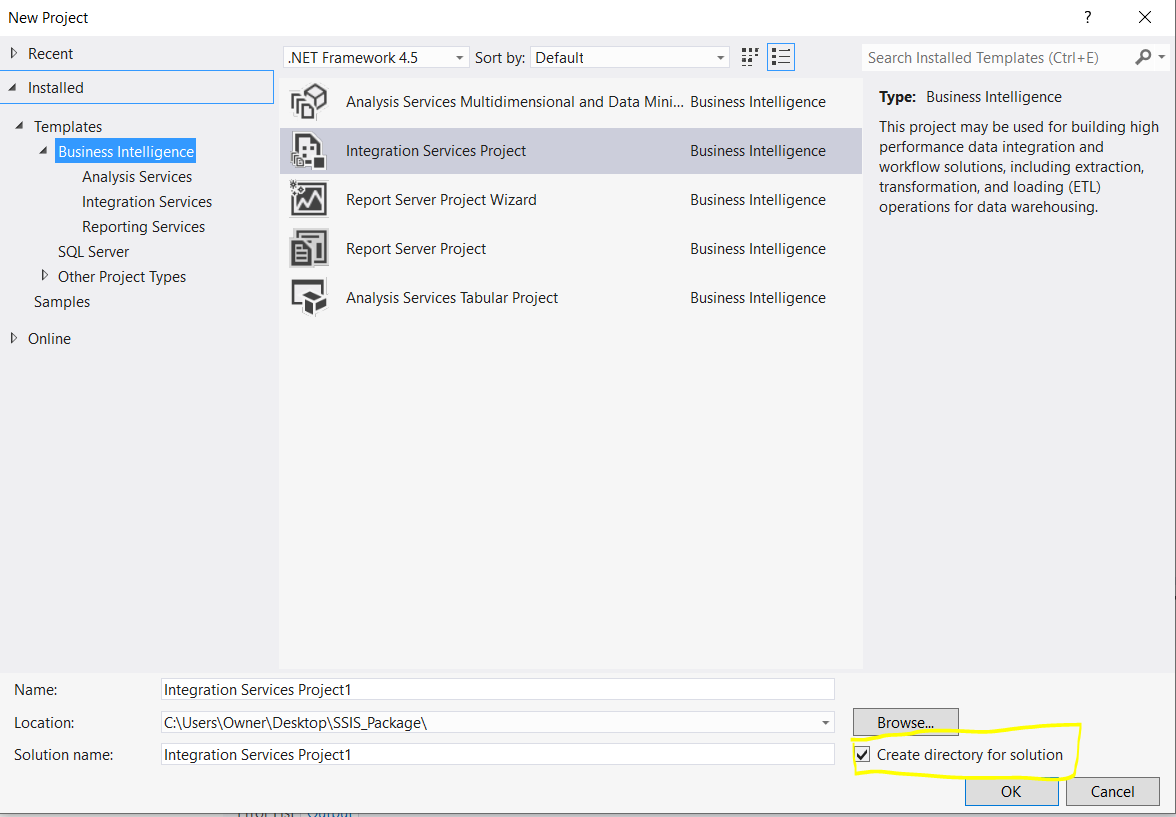 New Project
?
Recent
.NET Framework 4.5
Sort by: Default
Search Installed Templates (Ctrl+E)
Installed
Templates
Business Intelligence
Analysis Services
Integration Services
Reporting Services
SQL Server
Other Project Types
Samples
Online
Analysis Services Multidimensional and Data Mini... Business Intelligence
Integration Services Project Business Intelligence
Report Server Project Wizard Business Intelligence
Report Server Project Business Intelligence
Analysis Services Tabular Project Business Intelligence
Type: Business Intelligence
This project may be used for building high
performance data integration and
workflow solutions, including extraction,
transformation, and loading (ETL)
operations for data warehousing.
Name: Integration Services Project1
Location: C:\Users\Owner\Desktop\SSIS_Package\
Browse...
Solution name: Integration Services Project1
Create directory for solution
OK
Cancel
Error List Output